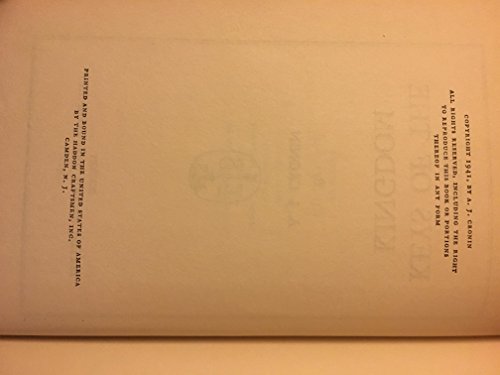 COPYRIGHT 1941, BY A. J. CRONIN
ALL RIGHTS RESERVED, INCLUDING THE RIGHT
TO REPRODUCE THIS BOOK OR PORTIONS
THEREOF IN ANY FORM
PRINTED AND BOUND IN THE UNITED STATES OF AMERICA
BY THE HADDON CRAFTSMEN, INC.
CAMDEN, N. J.